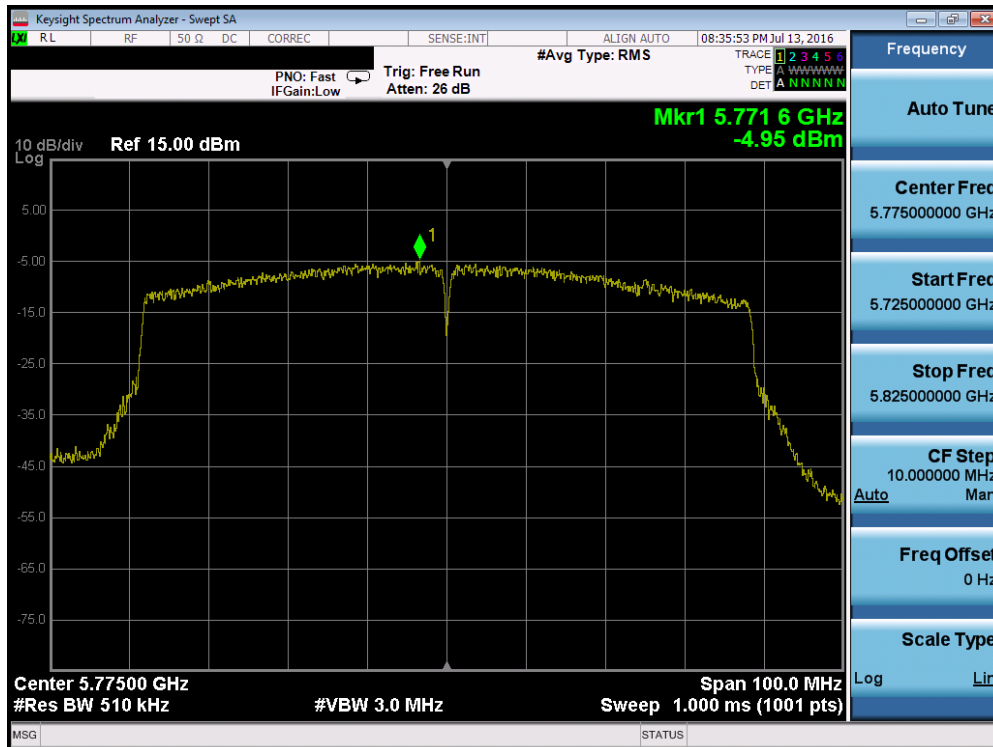 Keysight Spectrum Analyzer - Swept SA
LXI RL RF 50 Ω DC CORREC SENSE:INT ALIGN AUTO 08:35:53 PM Jul 13, 2016
#Avg Type: RMS
TRACE 1 2 3 4 5 6
TYPE A WWWWW
DET A N N N N N
PNO: Fast
IFGain:Low
Trig: Free Run
Atten: 26 dB
Mkr1 5.771 6 GHz
-4.95 dBm
10 dB/div Ref 15.00 dBm
Log
5.00
-5.00
-15.0
-25.0
-35.0
-45.0
-55.0
-65.0
-75.0
1
Center 5.77500 GHz
Span 100.0 MHz
#Res BW 510 kHz
#VBW 3.0 MHz
Sweep 1.000 ms (1001 pts)
MSG
STATUS
Frequency
Auto Tune
Center Freq
5.775000000 GHz
Start Freq
5.725000000 GHz
Stop Freq
5.825000000 GHz
CF Step
10.000000 MHz
Auto Man
Freq Offset
0 Hz
Scale Type
Log Lin